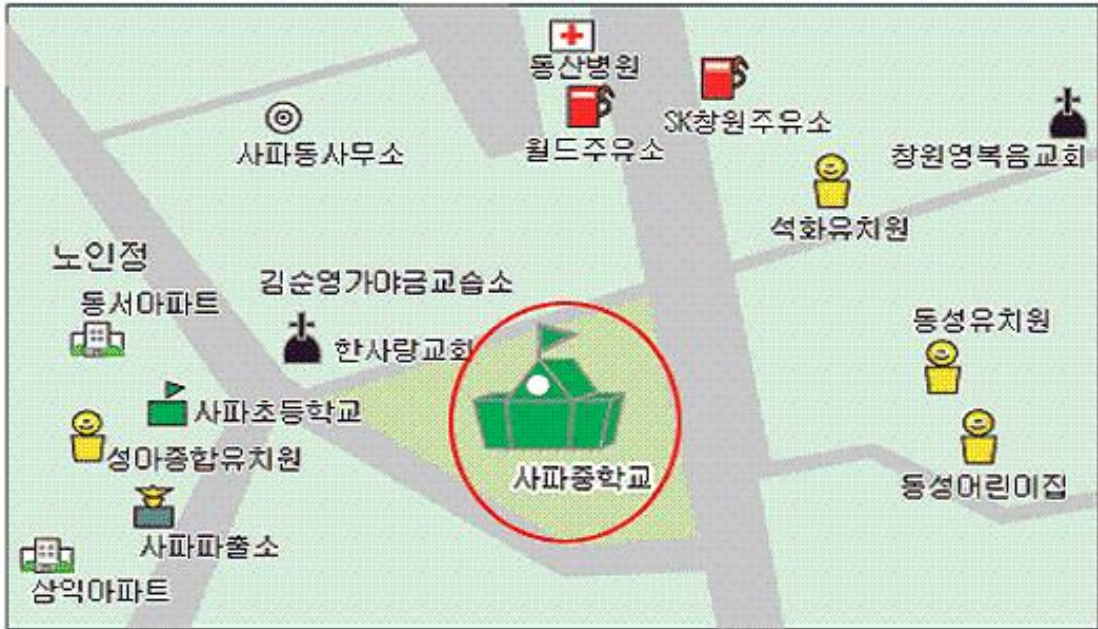 동산병원
월드주유소
SK창원주유소
사파동사무소
창원영복음교회
석화유치원
노인정
김순영가야금교습소
동서아파트
동성유치원
한사랑교회
사파초등학교
성아종합유치원
사파중학교
동성어린이집
사파파출소
삼익아파트